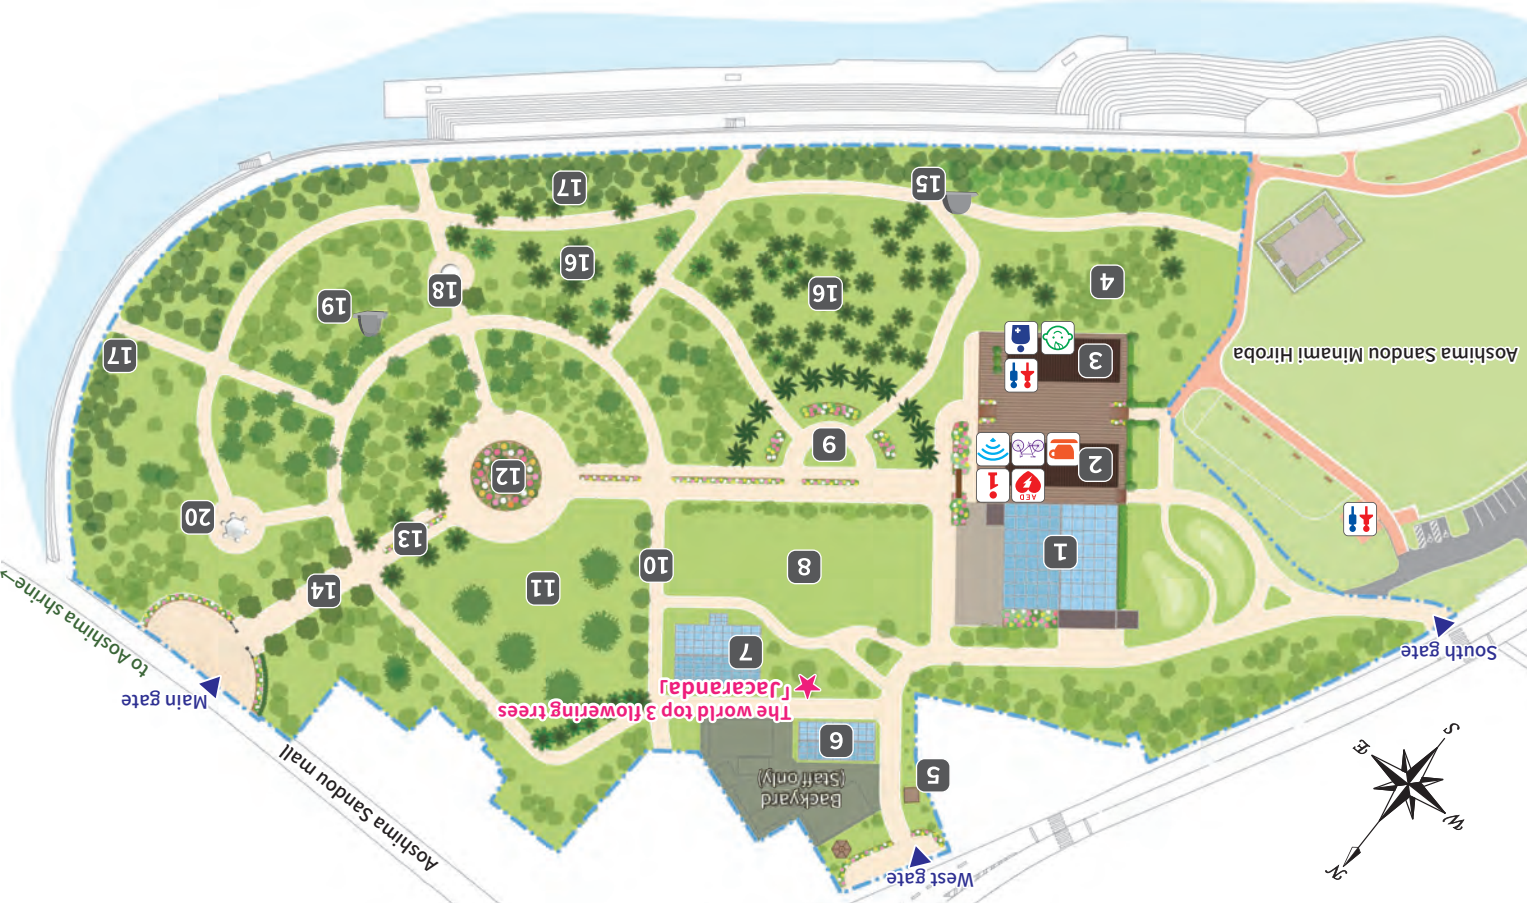 West gate
N
W
E
S
Aoshima Sandou mall
Backyard
(Staff only)
5
6
The world top 3 flowering trees
「Jacaranda」
Main gate
South gate
7
to Aoshima shrine→
14
11
8
10
1
13
20
AED
12
2
9
3
Aoshima Sandou Minami Hiroba
17
19
18
16
4
16
17
15